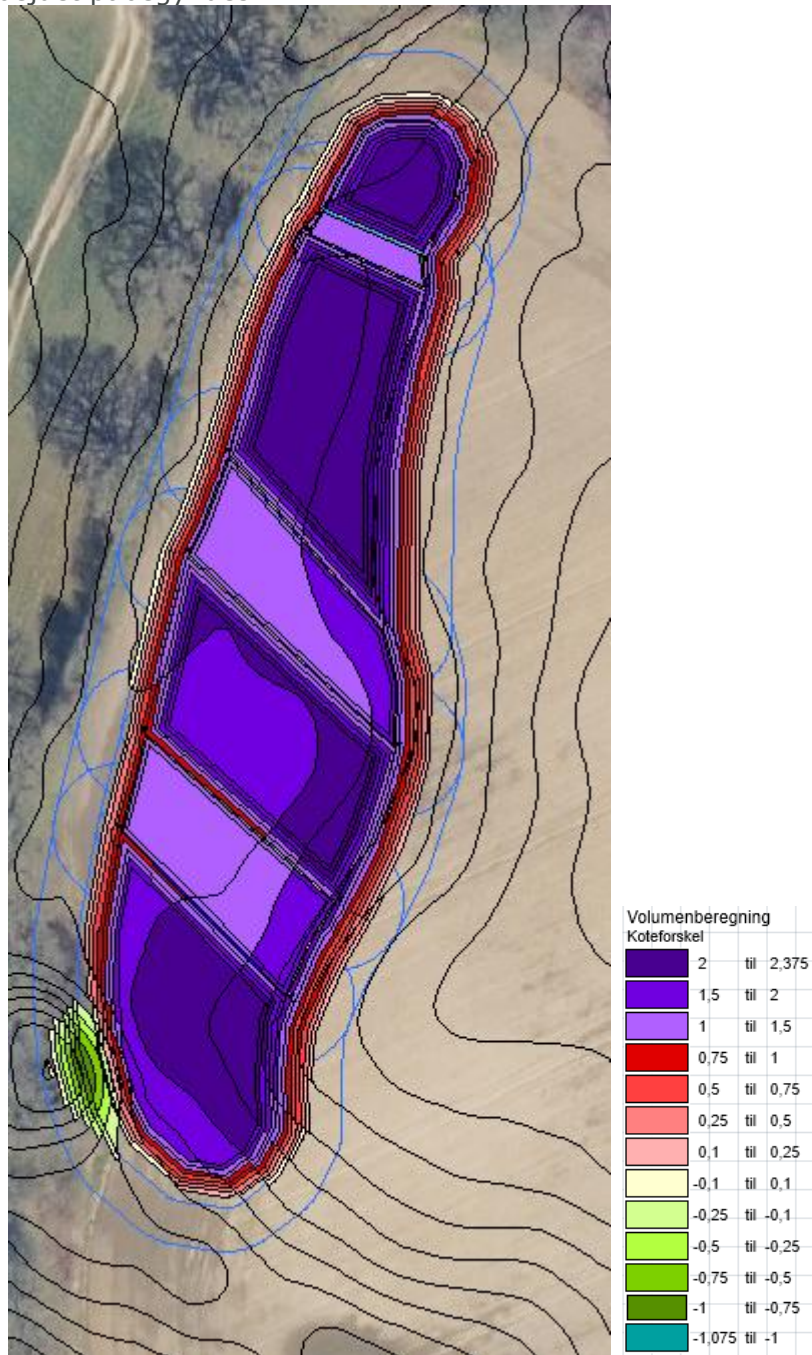 Volumenberegning
Koteforskel
2 til 2,375
1,5 til 2
1 til 1,5
0,75 til 1
0,5 til 0,75
0,25 til 0,5
0,1 til 0,25
-0,1 til 0,1
-0,25 til -0,1
-0,5 til -0,25
-0,75 til -0,5
-1 til -0,75
-1,075 til -1